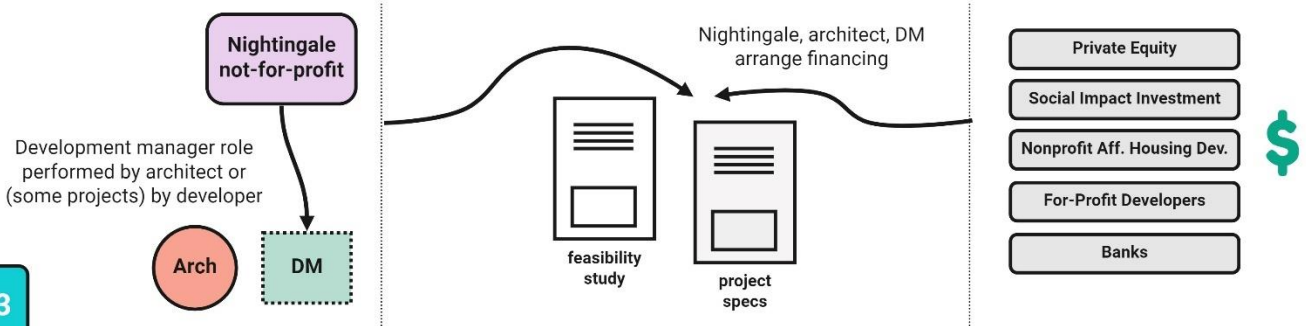 Nightingale
not-for-profit
Development manager role
performed by architect or
(some projects) by developer
Arch
DM
3
Nightingale, architect, DM
arrange financing
feasibility
study
project
specs
Private Equity
Social Impact Investment
Nonprofit Aff. Housing Dev.
For-Profit Developers
Banks
$